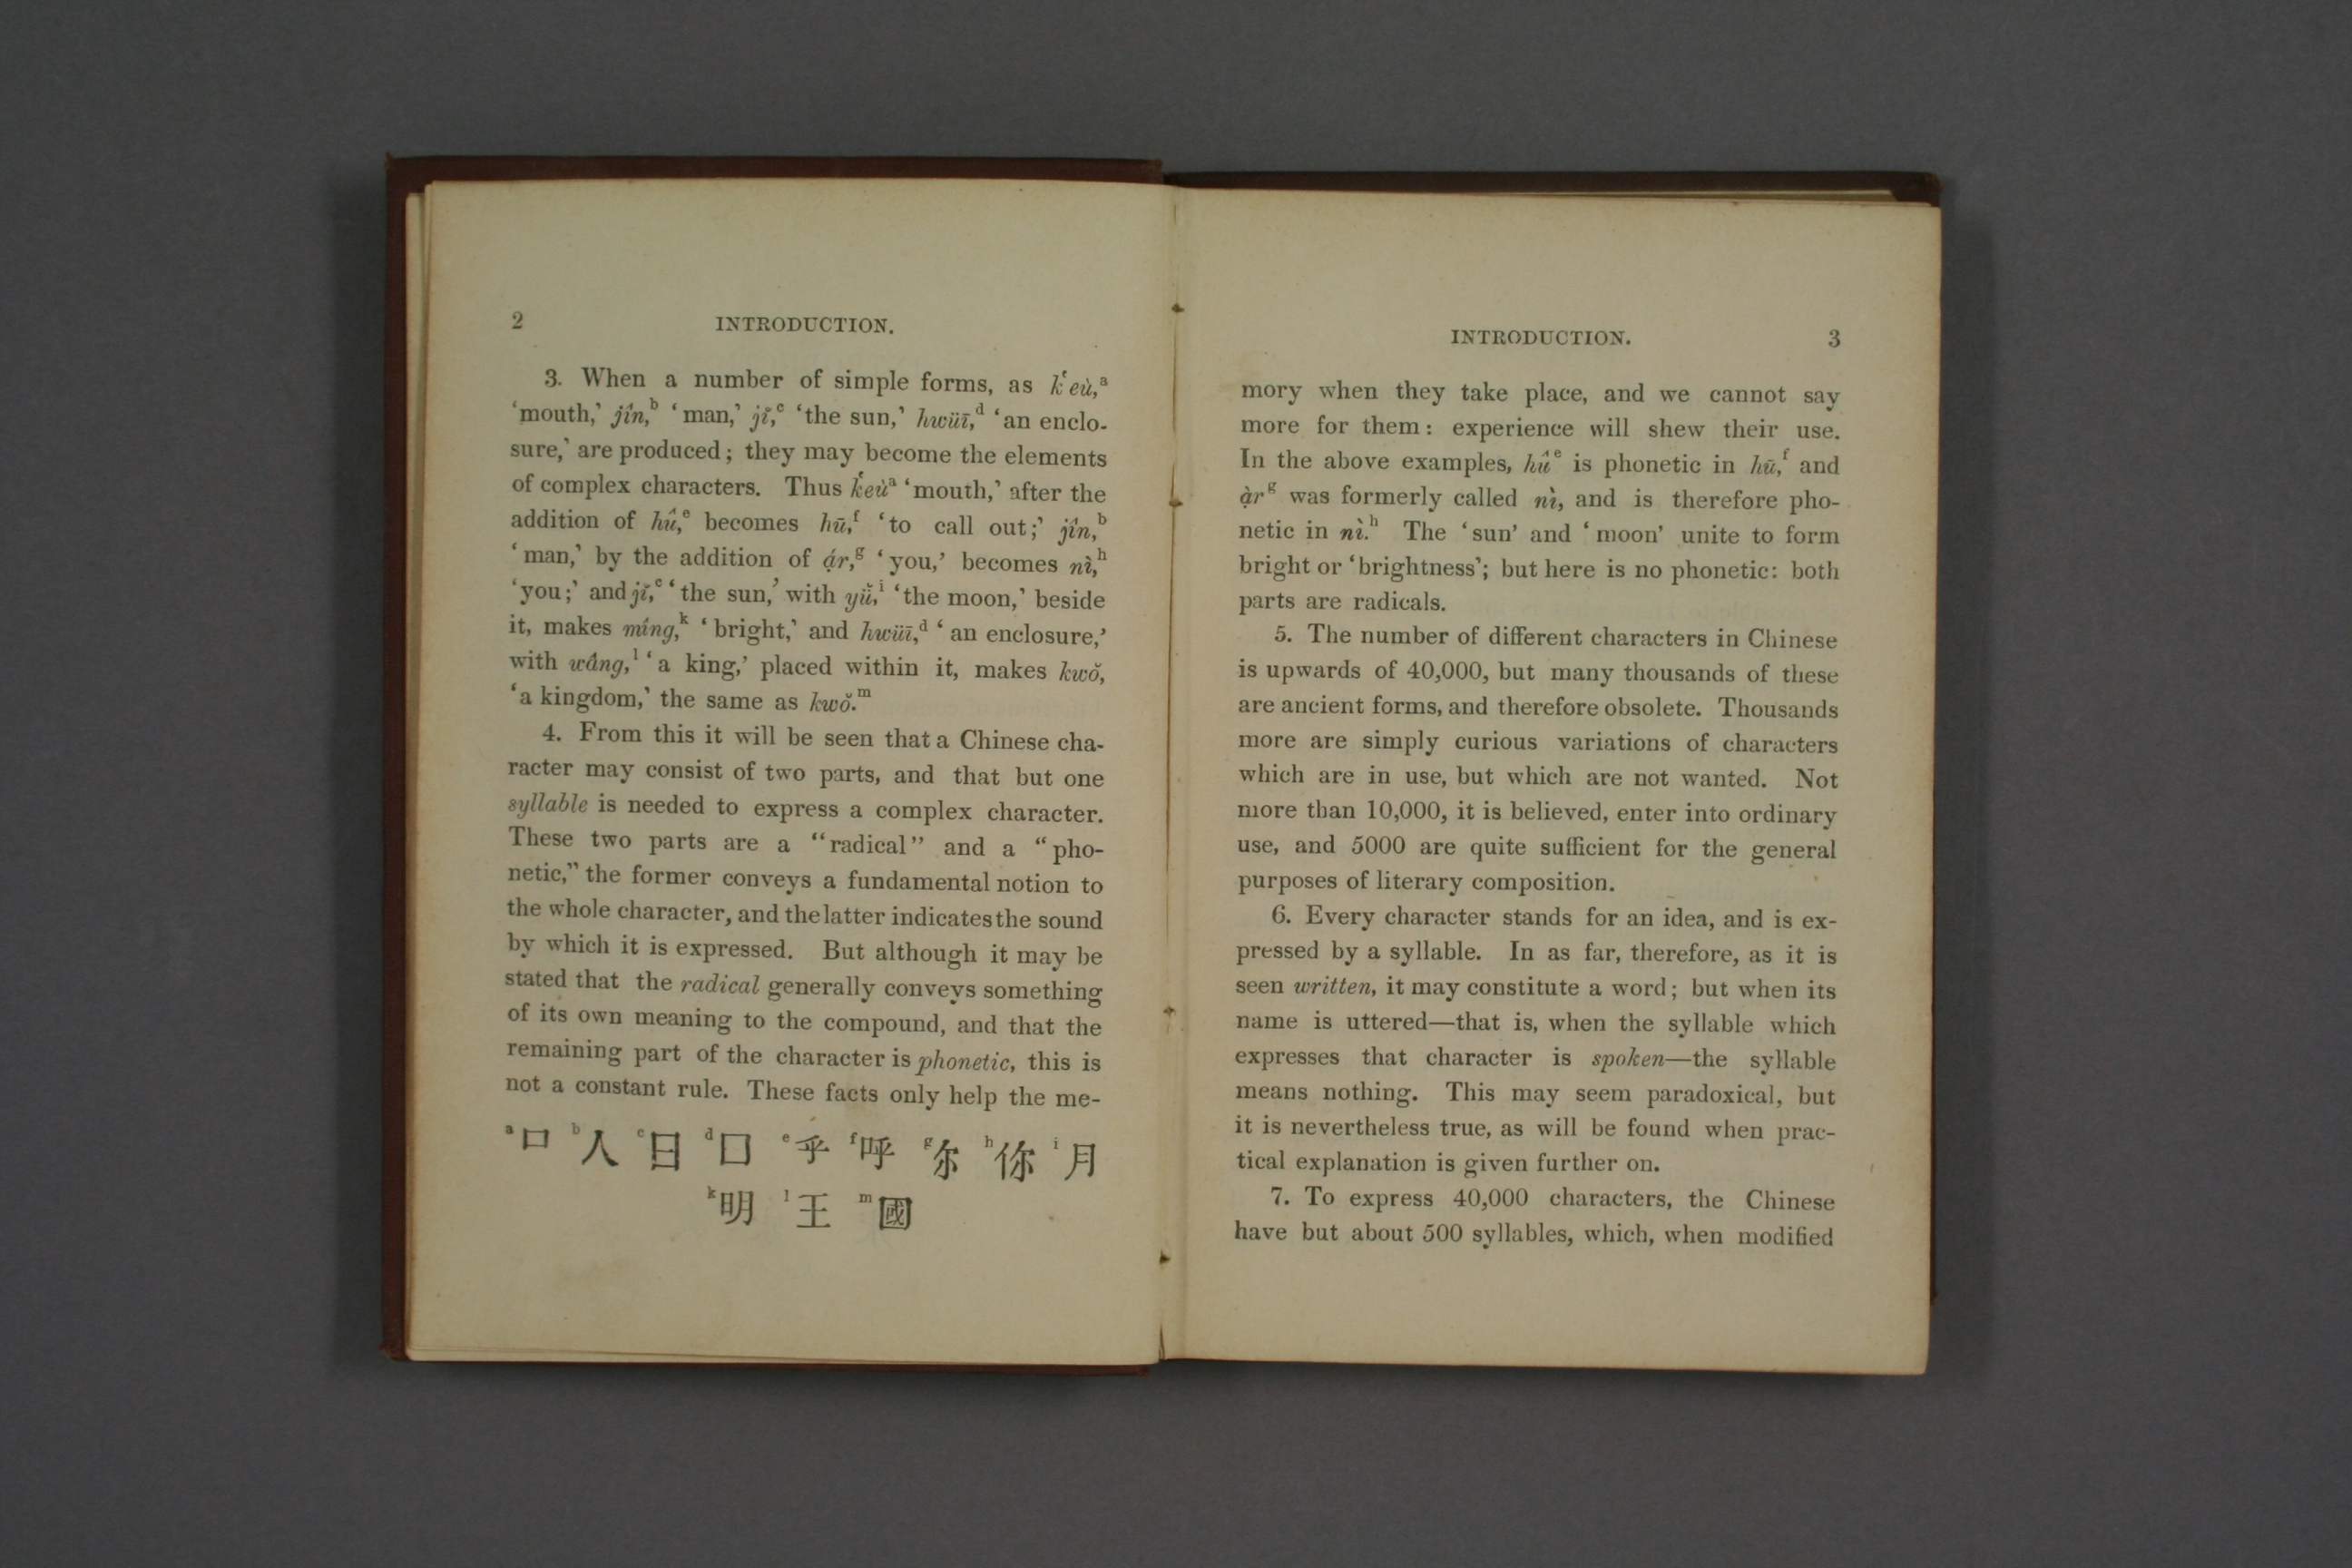 2 INTRODUCTION.
3. When a number of simple forms, as k‘eù,ᵃ
‘mouth,’ jîn,ᵇ ‘man,’ jĭ,ᶜ ‘the sun,’ hwüī,ᵈ ‘an enclo-
sure,’ are produced; they may become the elements
of complex characters. Thus k‘eùᵃ ‘mouth,’ after the
addition of hû,ᵉ becomes hū,ᶠ ‘to call out;’ jîn,ᵇ
‘man,’ by the addition of ạ́r,ᵍ ‘you,’ becomes nì,ʰ
‘you;’ and jĭ,ᶜ ‘the sun,’ with yü̆,ⁱ ‘the moon,’ beside
it, makes míng,ᵏ ‘bright,’ and hwüī,ᵈ ‘an enclosure,’
with wâng,ˡ ‘a king,’ placed within it, makes kwŏ,
‘a kingdom,’ the same as kwŏ.ᵐ
4. From this it will be seen that a Chinese cha-
racter may consist of two parts, and that but one
syllable is needed to express a complex character.
These two parts are a “radical” and a “pho-
netic,” the former conveys a fundamental notion to
the whole character, and the latter indicates the sound
by which it is expressed. But although it may be
stated that the radical generally conveys something
of its own meaning to the compound, and that the
remaining part of the character is phonetic, this is
not a constant rule. These facts only help the me-
ᵃ口 ᵇ人 ᶜ日 ᵈ囗 ᵉ乎 ᶠ呼 ᵍ尔 ʰ你 ⁱ月
ᵏ明 ˡ王 ᵐ國
INTRODUCTION. 3
mory when they take place, and we cannot say
more for them: experience will shew their use.
In the above examples, hûᵉ is phonetic in hū,ᶠ and
ạ̀rᵍ was formerly called nì, and is therefore pho-
netic in nì.ʰ The ‘sun’ and ‘moon’ unite to form
bright or ‘brightness’; but here is no phonetic: both
parts are radicals.
5. The number of different characters in Chinese
is upwards of 40,000, but many thousands of these
are ancient forms, and therefore obsolete. Thousands
more are simply curious variations of characters
which are in use, but which are not wanted. Not
more than 10,000, it is believed, enter into ordinary
use, and 5000 are quite sufficient for the general
purposes of literary composition.
6. Every character stands for an idea, and is ex-
pressed by a syllable. In as far, therefore, as it is
seen written, it may constitute a word; but when its
name is uttered—that is, when the syllable which
expresses that character is spoken—the syllable
means nothing. This may seem paradoxical, but
it is nevertheless true, as will be found when prac-
tical explanation is given further on.
7. To express 40,000 characters, the Chinese
have but about 500 syllables, which, when modified